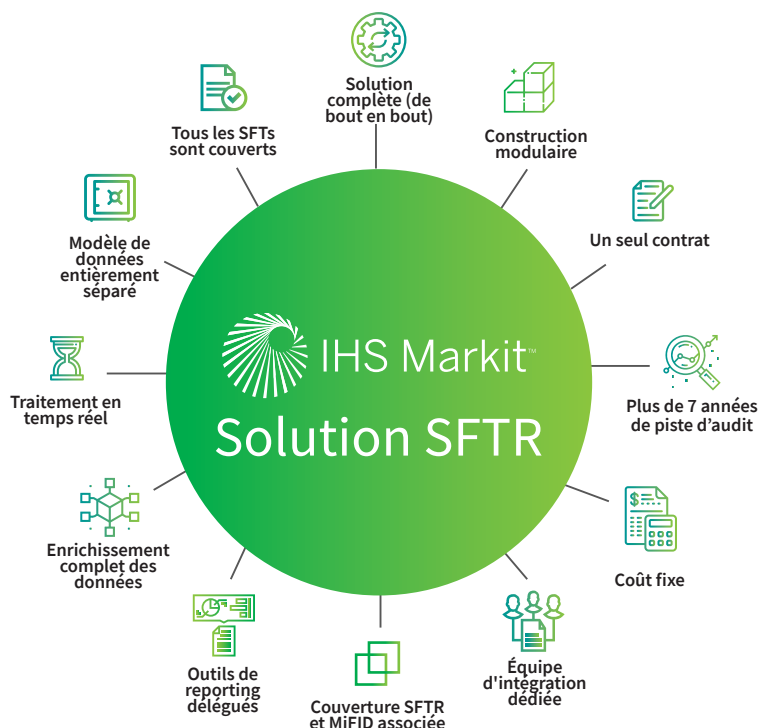 Solution
complète (de
bout en bout)
Construction
modulaire
Un seul contrat
Plus de 7 années
de piste d'audit
Coût fixe
Équipe
d'intégration
dédiée
Couverture SFTR
et MiFID associée
Outils de
reporting
délégués
Enrichissement
complet des
données
Traitement en
temps réel
Modèle de
données
entièrement
séparé
Tous les SFTs
sont couverts
IHS Markit™
Solution SFTR